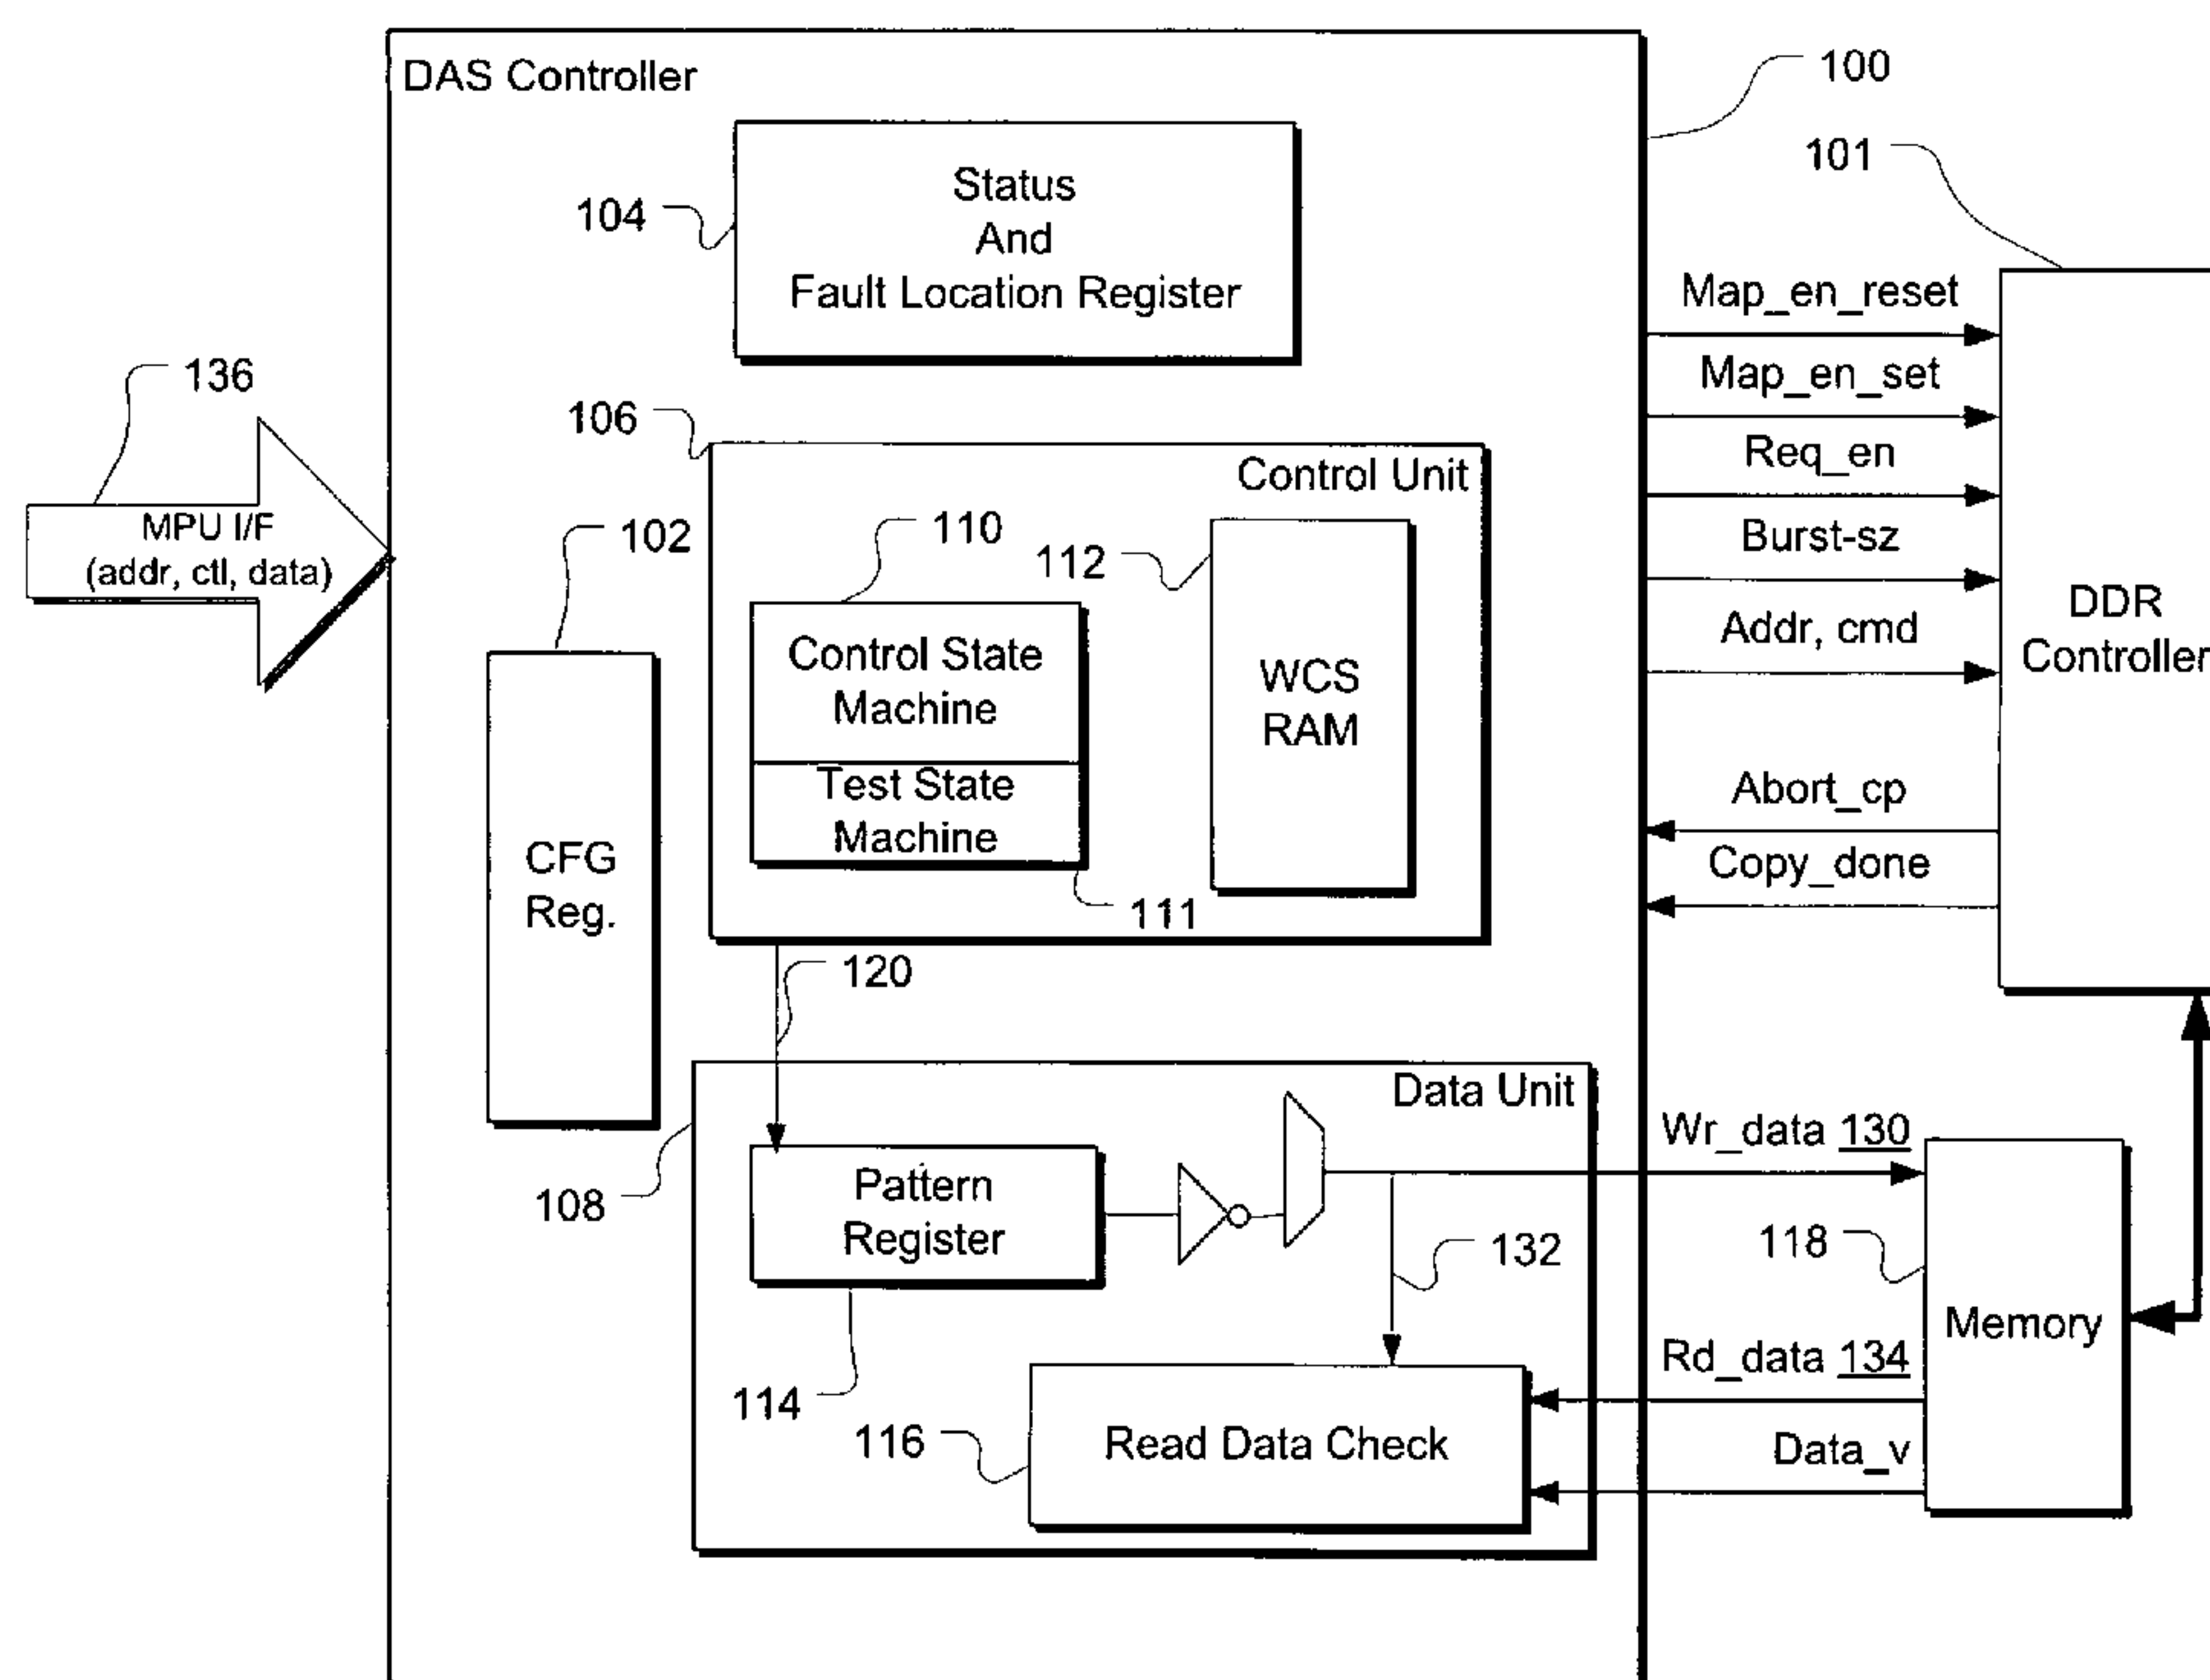 DAS Controller
100
101
Status
And
Fault Location Register
104
Map_en_reset
Map_en_set
Req_en
Burst-sz
Addr, cmd
Abort_cp
Copy_done
DDR
Controller
136
MPU I/F
(addr, ctl, data)
106
Control Unit
102
110
112
Control State
Machine
Test State
Machine
WCS
RAM
CFG
Reg.
111
120
Data Unit
108
Pattern
Register
Wr_data 130
132
118
Memory
114
Rd_data 134
116
Read Data Check
Data_v